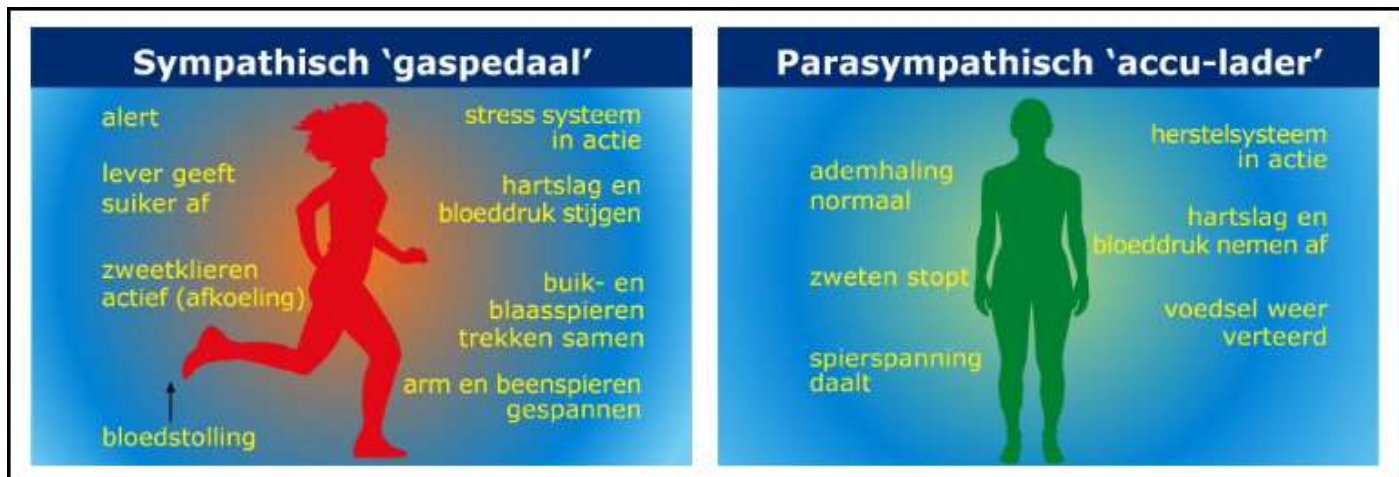 Sympathisch ‘gaspedaal’
alert
lever geeft
suiker af
zweetklieren
actief (afkoeling)
bloedstolling
stress systeem
in actie
hartslag en
bloeddruk stijgen
buik- en
blaasspieren
trekken samen
arm en beenspieren
gespannen
Parasympathisch ‘accu-lader’
ademhaling
normaal
zweten stopt
spierspanning
daalt
herstelsysteem
in actie
hartslag en
bloeddruk nemen af
voedsel weer
verteerd